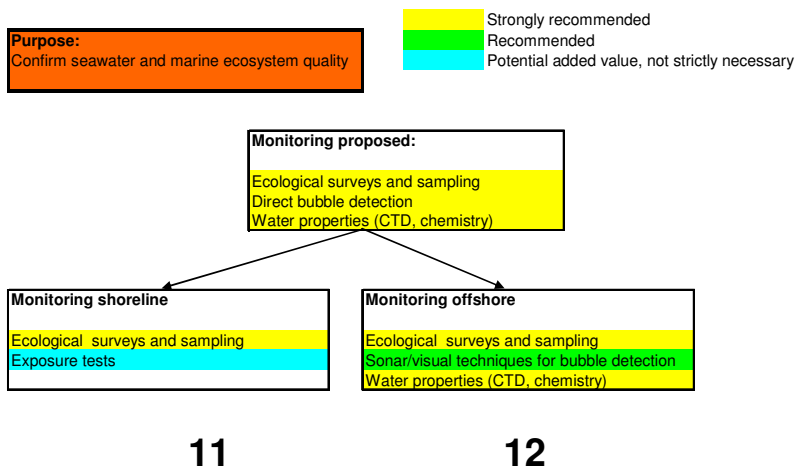 Purpose:
Confirm seawater and marine ecosystem quality
Strongly recommended
Recommended
Potential added value, not strictly necessary
Monitoring proposed:
Ecological surveys and sampling
Direct bubble detection
Water properties (CTD, chemistry)
Monitoring shoreline
Ecological surveys and sampling
Exposure tests
Monitoring offshore
Ecological surveys and sampling
Sonar/visual techniques for bubble detection
Water properties (CTD, chemistry)
11
12